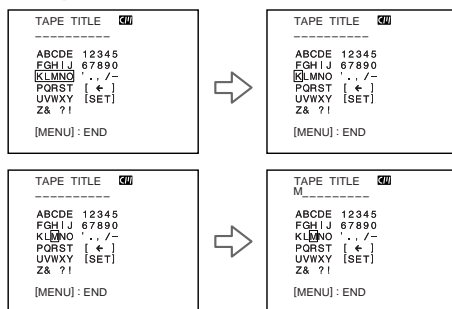 TAPE TITLE
_ _ _ _ _ _ _ _ _ _
ABCDE 12345
FGHIJ 67890
KLMNO ' . , / –
PQRST [ ← ]
UVWXY [SET]
Z& ?!
[MENU] : END
TAPE TITLE
_ _ _ _ _ _ _ _ _ _
ABCDE 12345
FGHIJ 67890
KLMNO ' . , / –
PQRST [ ← ]
UVWXY [SET]
Z& ?!
[MENU] : END
TAPE TITLE
_ _ _ _ _ _ _ _ _ _
ABCDE 12345
FGHIJ 67890
KLMNO ' . , / –
PQRST [ ← ]
UVWXY [SET]
Z& ?!
[MENU] : END
TAPE TITLE
M_ _ _ _ _ _ _ _ _
ABCDE 12345
FGHIJ 67890
KLMNO ' . , / –
PQRST [ ← ]
UVWXY [SET]
Z& ?!
[MENU] : END